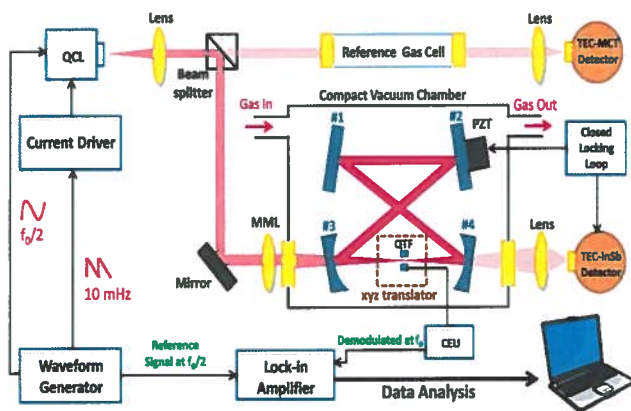 Lens
Lens
QCL
Reference Gas Cell
TEC-MCT
Detector
Beam
splitter
Compact Vacuum Chamber
Gas In
Gas Out
#1
#2
PZT
Current Driver
Closed
Locking
Loop
f₀/2
MML
#3
#4
QTF
Lens
Mirror
TEC-InSb
Detector
10 mHz
xyz translator
Waveform
Generator
Reference
Signal at f₀/2
Lock-in
Amplifier
Demodulated at f₀
CEU
Data Analysis